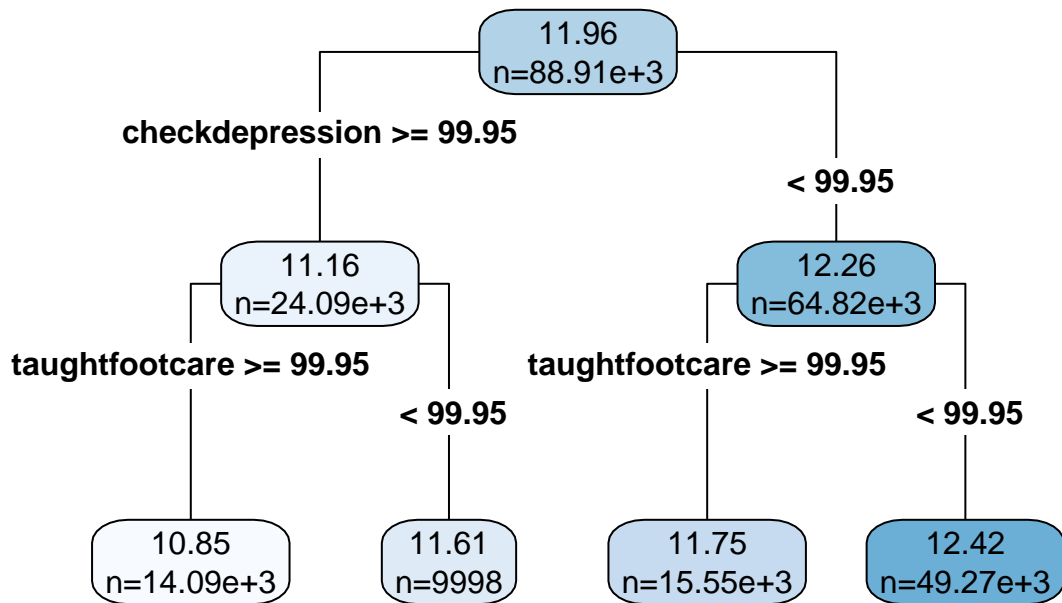 11.96
n=88.91e+3
checkdepression >= 99.95
< 99.95
11.16
n=24.09e+3
12.26
n=64.82e+3
taughtfootcare >= 99.95
< 99.95
taughtfootcare >= 99.95
< 99.95
10.85
n=14.09e+3
11.61
n=9998
11.75
n=15.55e+3
12.42
n=49.27e+3